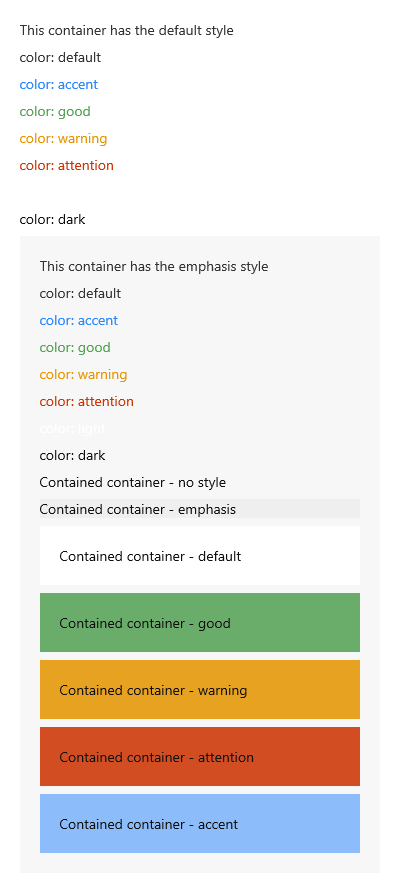 This container has the default style
color: default
color: accent
color: good
color: warning
color: attention
color: dark
This container has the emphasis style
color: default
color: accent
color: good
color: warning
color: attention
color: light
color: dark
Contained container - no style
Contained container - emphasis
Contained container - default
Contained container - good
Contained container - warning
Contained container - attention
Contained container - accent